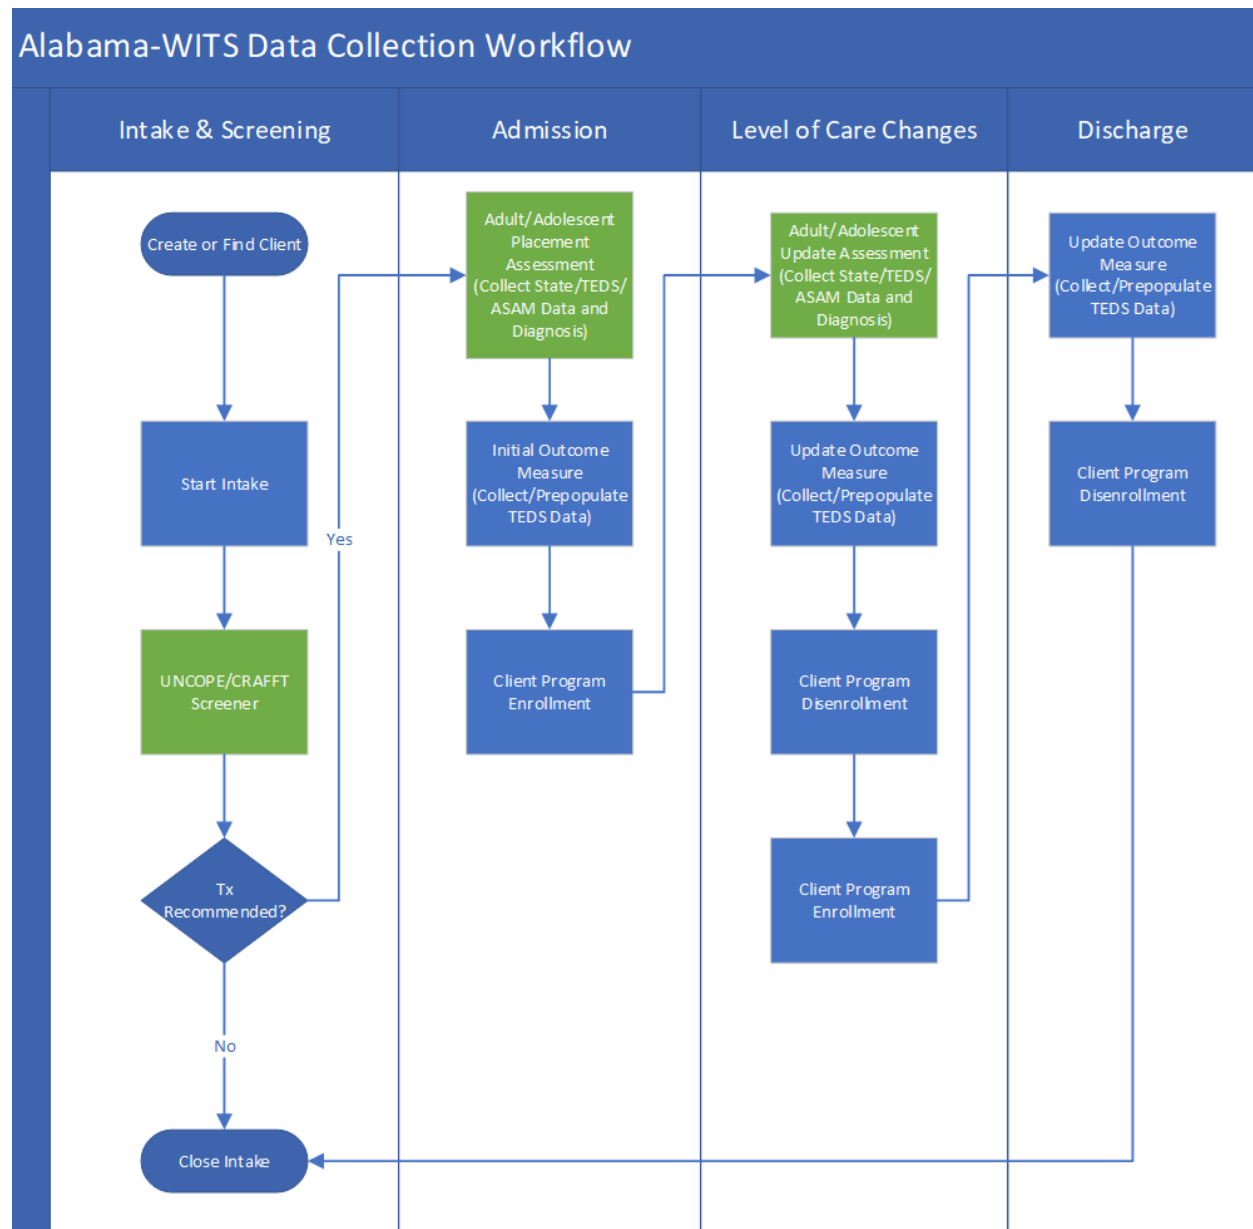 Alabama-WITS Data Collection Workflow
Intake & Screening
Admission
Level of Care Changes
Discharge
Create or Find Client
Start Intake
UNCOPE/CRAFFT
Screener
Tx
Recommended?
Yes
No
Close Intake
Adult/Adolescent
Placement
Assessment
(Collect State/TEDS/
ASAM Data and
Diagnosis)
Initial Outcome
Measure
(Collect/Prepopulate
TEDS Data)
Client Program
Enrollment
Adult/Adolescent
Update Assessment
(Collect State/TEDS/
ASAM Data and
Diagnosis)
Update Outcome
Measure
(Collect/Prepopulate
TEDS Data)
Client Program
Disenrollment
Client Program
Enrollment
Update Outcome
Measure
(Collect/Prepopulate
TEDS Data)
Client Program
Disenrollment